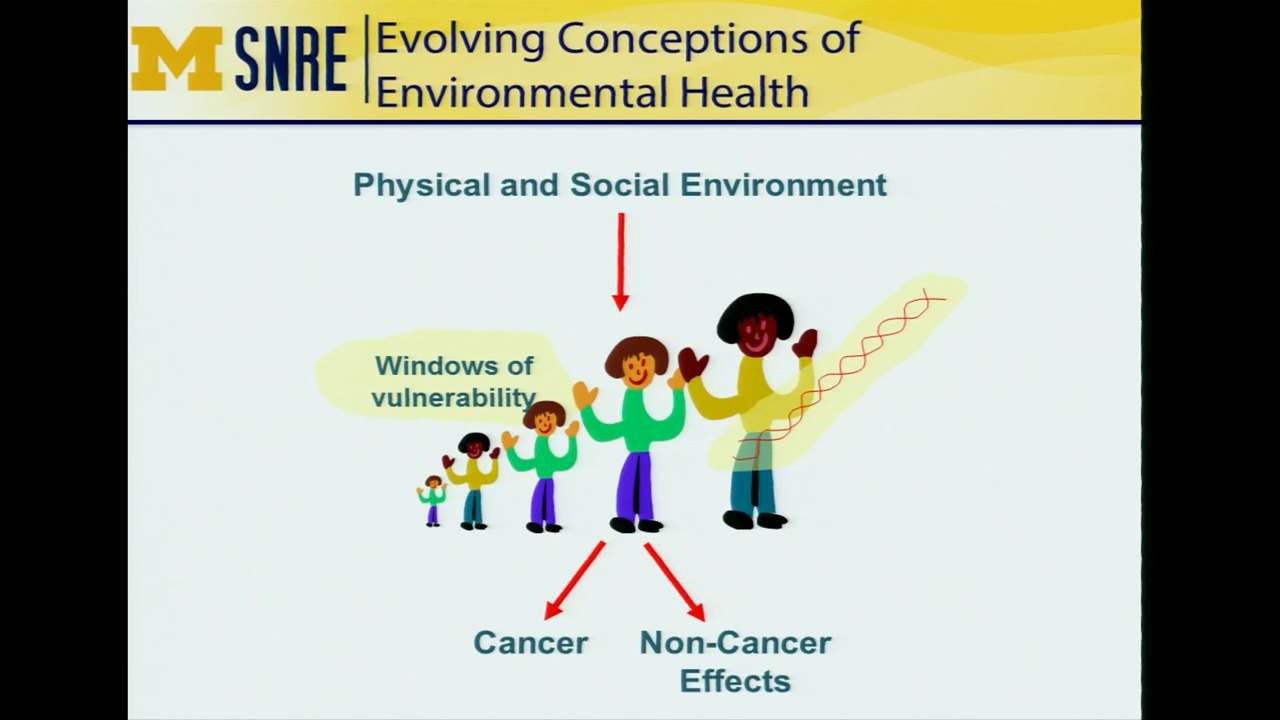 M SNRE
Evolving Conceptions of
Environmental Health
Physical and Social Environment
Windows of
vulnerability
Cancer
Non-Cancer
Effects